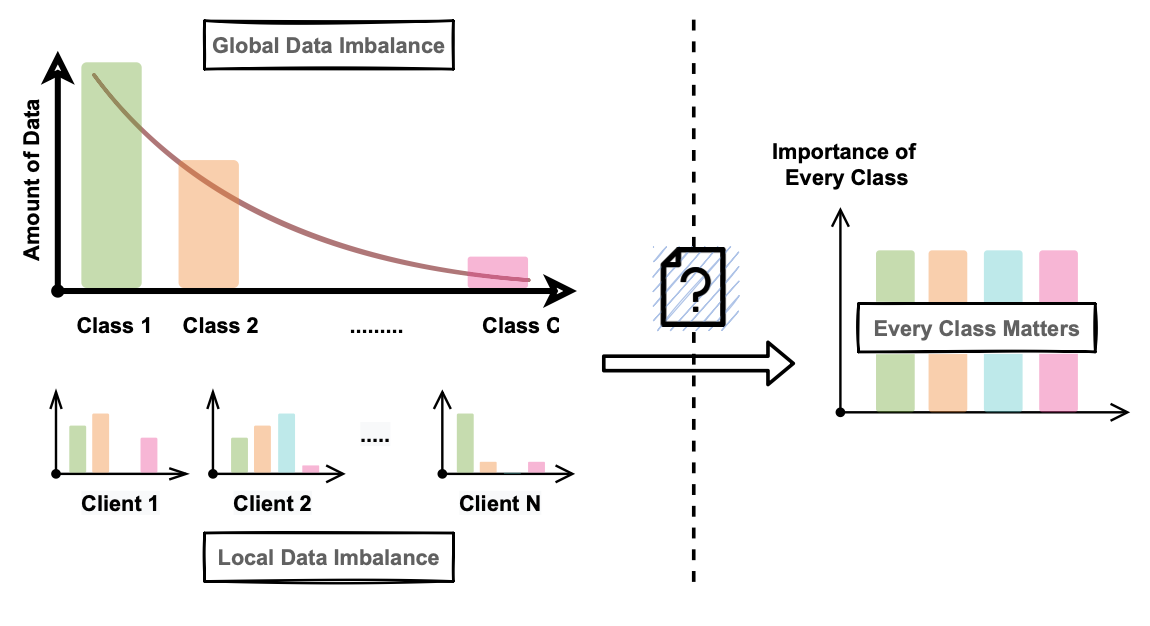 Global Data Imbalance
Amount of Data
Class 1
Class 2
.........
Class C
Client 1
Client 2
.....
Client N
Local Data Imbalance
?
Importance of
Every Class
Every Class Matters